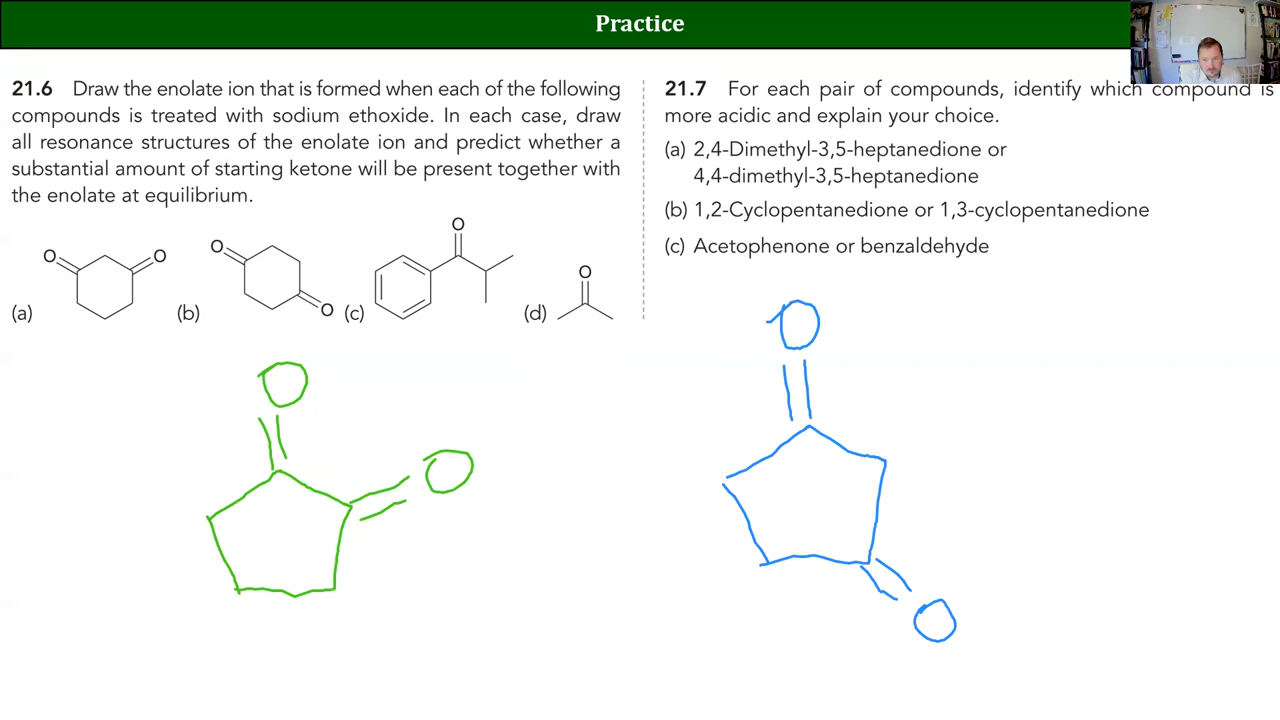 Practice
21.6 Draw the enolate ion that is formed when each of the following
compounds is treated with sodium ethoxide. In each case, draw
all resonance structures of the enolate ion and predict whether a
substantial amount of starting ketone will be present together with
the enolate at equilibrium.
O O O O O O
(a) (b) (c) (d)
21.7 For each pair of compounds, identify which compound is
more acidic and explain your choice.
(a) 2,4-Dimethyl-3,5-heptanedione or
4,4-dimethyl-3,5-heptanedione
(b) 1,2-Cyclopentanedione or 1,3-cyclopentanedione
(c) Acetophenone or benzaldehyde
O
O
O
O